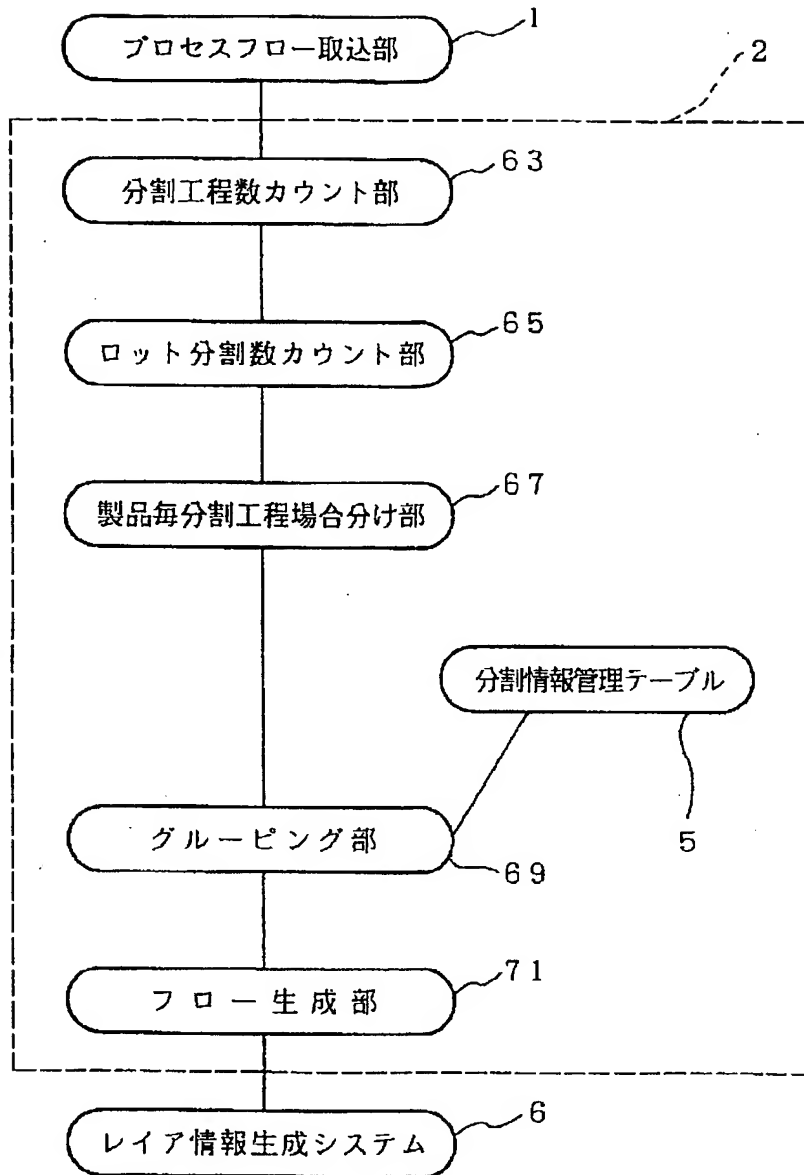 プロセスフロー取込部
1
2
分割工程数カウント部
63
ロット分割数カウント部
65
製品毎分割工程場合分け部
67
分割情報管理テーブル
5
グルーピング部
69
フロー生成部
71
レイア情報生成システム
6